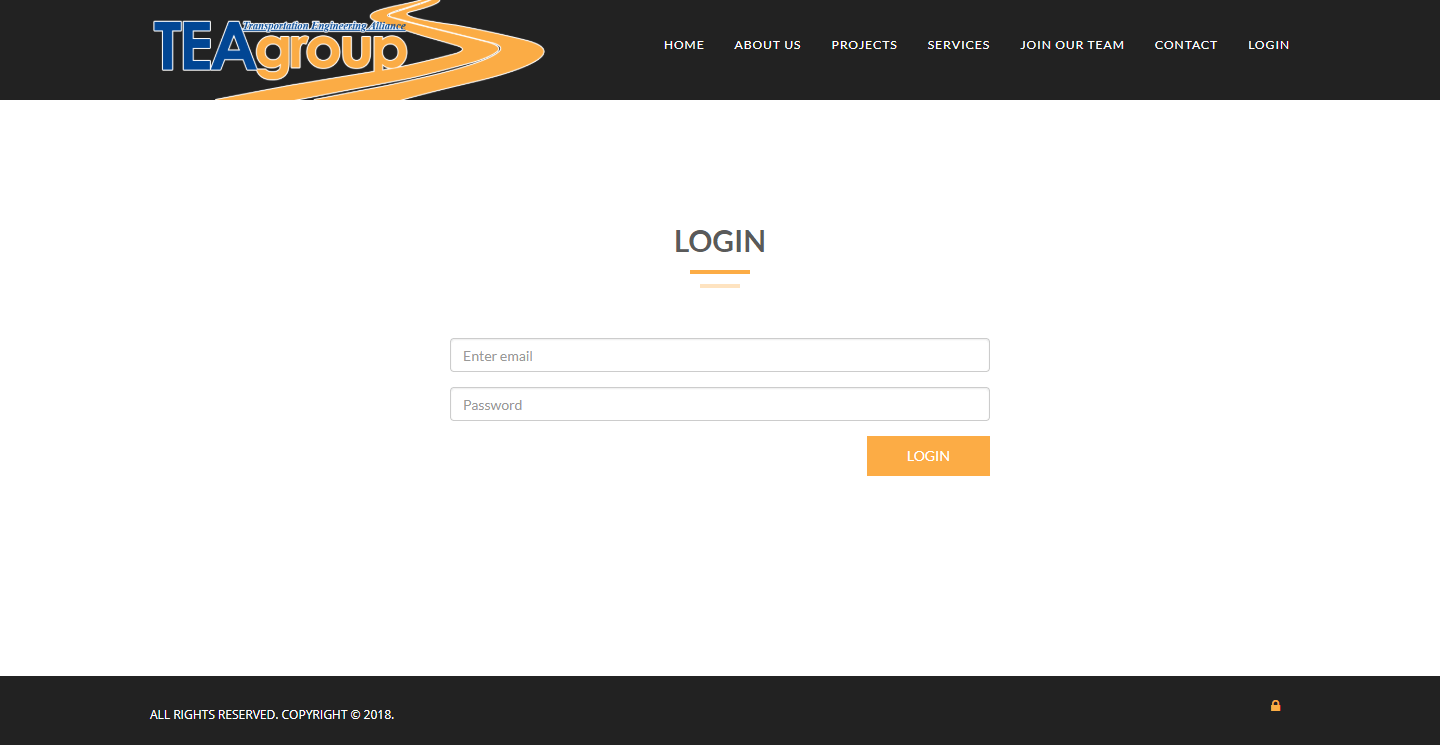 Transportation Engineering Alliance
TEAgroup
HOME ABOUT US PROJECTS SERVICES JOIN OUR TEAM CONTACT LOGIN
LOGIN
Enter email
Password
LOGIN
ALL RIGHTS RESERVED. COPYRIGHT © 2018.